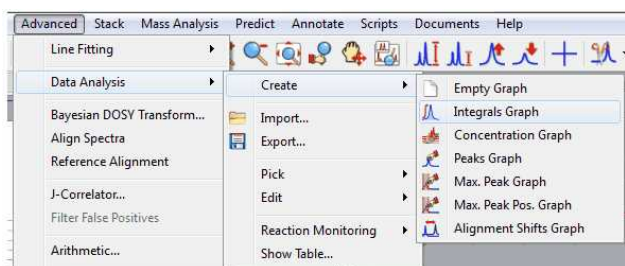 Advanced Stack Mass Analysis Predict Annotate Scripts Documents Help
Line Fitting
Data Analysis
Bayesian DOSY Transform...
Align Spectra
Reference Alignment
J-Correlator...
Filter False Positives
Arithmetic...
Create
Import...
Export...
Pick
Edit
Reaction Monitoring
Show Table...
Empty Graph
Integrals Graph
Concentration Graph
Peaks Graph
Max. Peak Graph
Max. Peak Pos. Graph
Alignment Shifts Graph